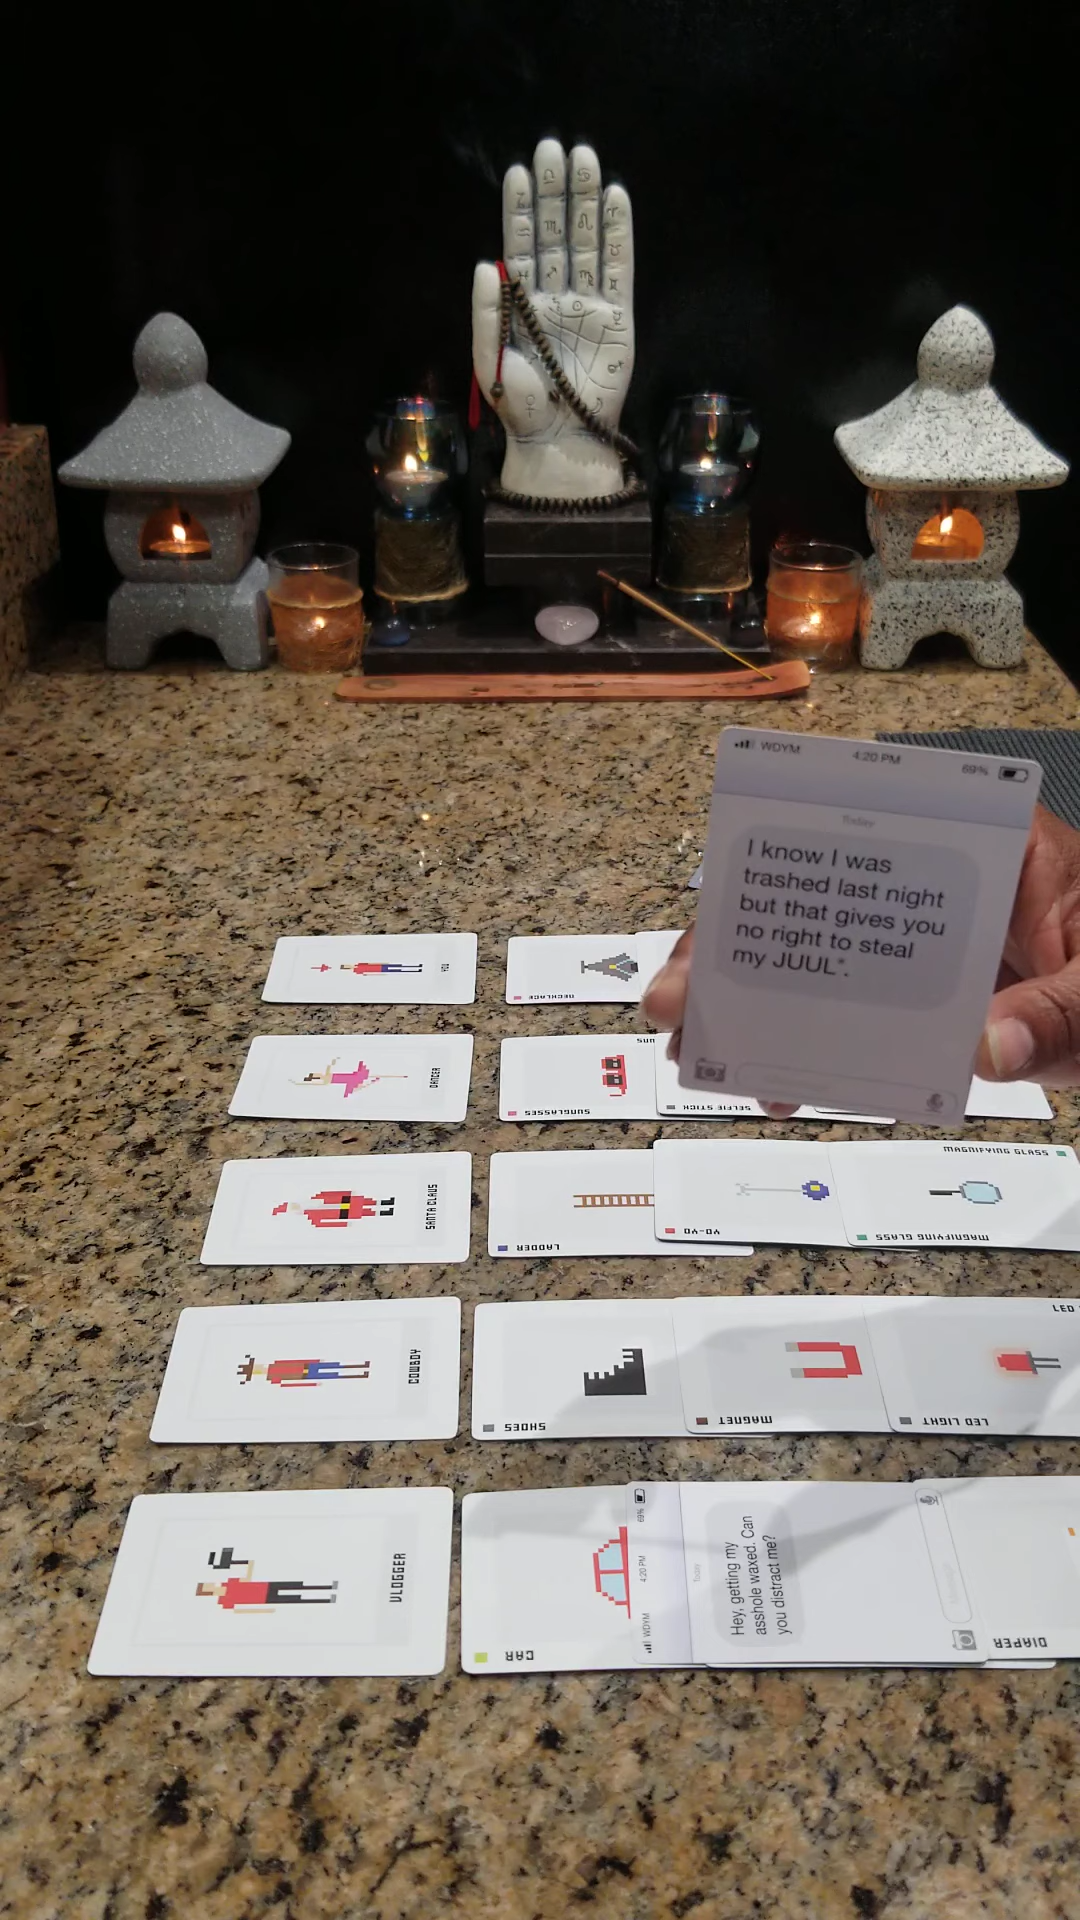 WDYM 4:20 PM 69%
Today
I know I was
trashed last night
but that gives you
no right to steal
my JUUL*.
YOU
NECKLACE
DANCER
SUNGLASSES
SUNG
SELFIE STICK
SANTA CLAUS
LADDER
YO-YO
MAGNIFYING GLASS
MAGNIFYING GLASS
COWBOY
SHOES
MAGNET
LED
LED LIGHT
VLOGGER
CAR
WDYM 4:20 PM 69%
Today
Hey, getting my
asshole waxed. Can
you distract me?
Message
DIAPER